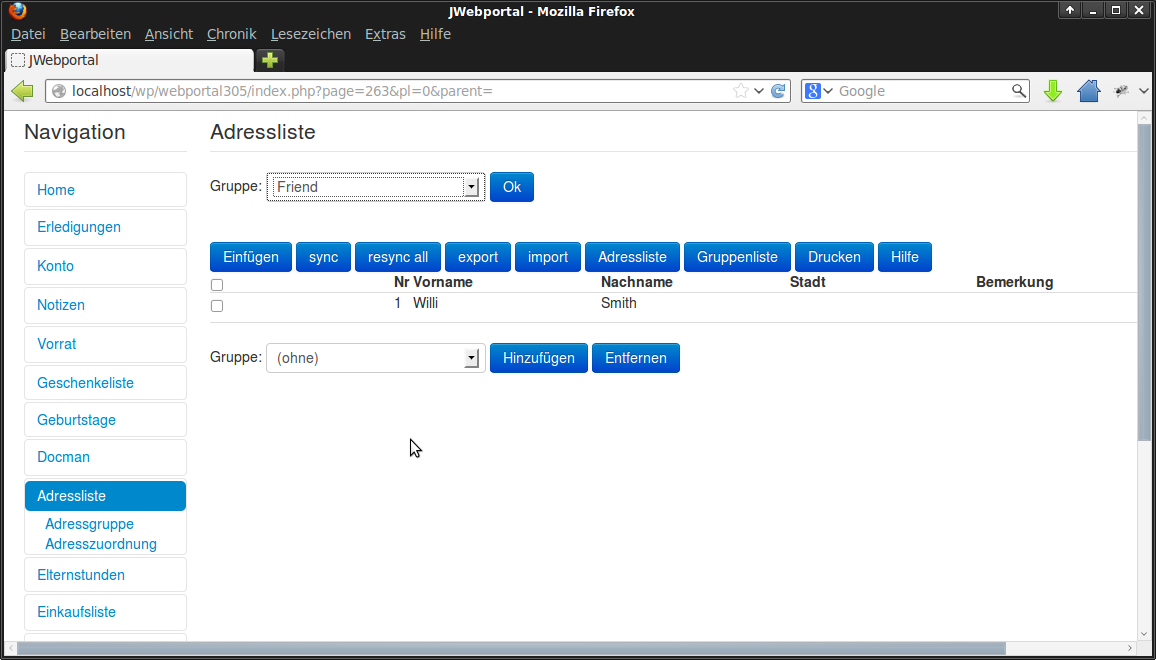 JWebportal - Mozilla Firefox
Datei Bearbeiten Ansicht Chronik Lesezeichen Extras Hilfe
JWebportal
localhost/wp/webportal305/index.php?page=263&pl=0&parent=
Google
Navigation
Home
Erledigungen
Konto
Notizen
Vorrat
Geschenkeliste
Geburtstage
Docman
Adressliste
Adressgruppe
Adresszuordnung
Elternstunden
Einkaufsliste
Adressliste
Gruppe: Friend Ok
Einfügen sync resync all export import Adressliste Gruppenliste Drucken Hilfe
Nr Vorname Nachname Stadt Bemerkung
1 Willi Smith
Gruppe: (ohne) Hinzufügen Entfernen